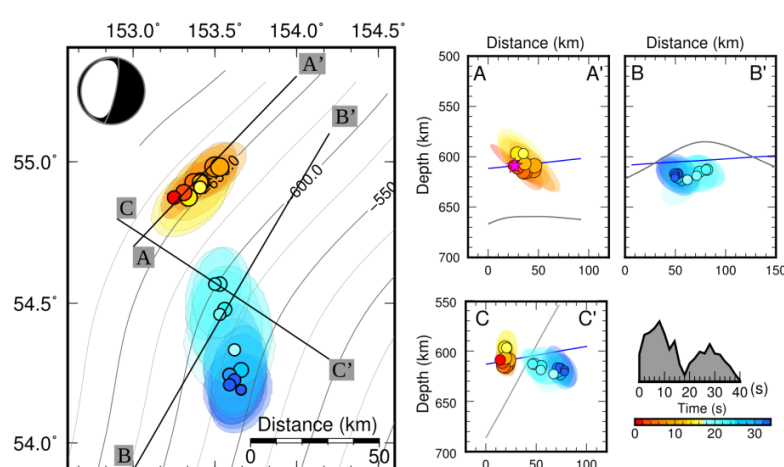 153.0° 153.5° 154.0° 154.5°
55.0°
54.5°
54.0°
A'
B'
C
A
C'
B
−600.0
−550
Distance (km)
0 50
Distance (km) Distance (km)
A A'
B B'
500
550
600
650
700
Depth (km)
0 50 100
0 50 100 150
C C'
550
600
650
700
Depth (km)
0 50 100
0 10 20 30 40 (s)
Time (s)
0 10 20 30